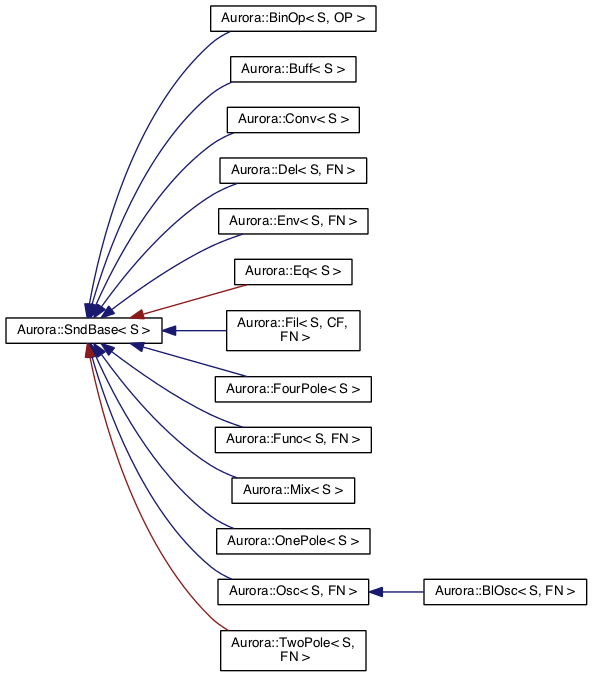 Aurora::BinOp< S, OP >
Aurora::Buff< S >
Aurora::Conv< S >
Aurora::Del< S, FN >
Aurora::Env< S, FN >
Aurora::Eq< S >
Aurora::SndBase< S >
Aurora::Fil< S, CF,
FN >
Aurora::FourPole< S >
Aurora::Func< S, FN >
Aurora::Mix< S >
Aurora::OnePole< S >
Aurora::Osc< S, FN >
Aurora::BlOsc< S, FN >
Aurora::TwoPole< S,
FN >